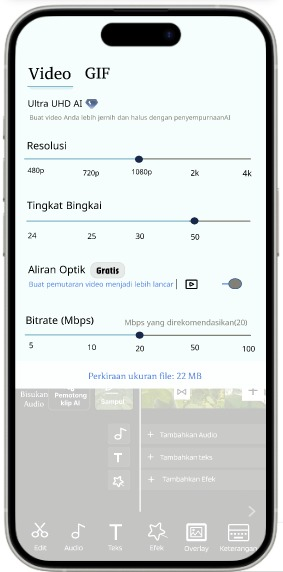 Video GIF
Ultra UHD AI
Buat video Anda lebih jernih dan halus dengan penyempurnaanAI
Resolusi
480p 720p 1080p 2k 4k
Tingkat Bingkai
24 25 30 50
Aliran Optik Gratis
Buat pemutaran video menjadi lebih lancar
Bitrate (Mbps) Mbps yang direkomendasikan(20)
5 10 20 50 100
Perkiraan ukuran file: 22 MB
Bisukan Audio
Pemotong klip AI
Sampul
+ Tambahkan Audio
+ Tambahkan teks
+ Tambahkan Efek
Edit Audio Teks Efek Overlay Keterangan